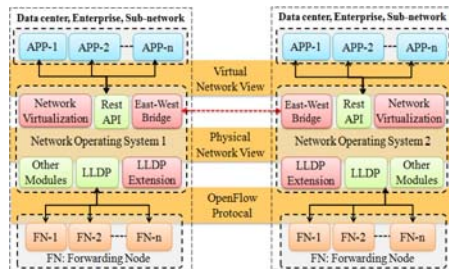 Data center, Enterprise, Sub-network
APP-1 APP-2 APP-n
Data center, Enterprise, Sub-network
APP-1 APP-2 APP-n
Virtual
Network View
Network
Virtualization
Rest
API
East-West
Bridge
Network Operating System 1
East-West
Bridge
Rest
API
Network
Virtualization
Network Operating System 2
Physical
Network View
Other
Modules
LLDP
LLDP
Extension
LLDP
Extension
LLDP
Other
Modules
OpenFlow
Protocal
FN-1 FN-2 FN-n
FN: Forwarding Node
FN-1 FN-2 FN-n
FN: Forwarding Node